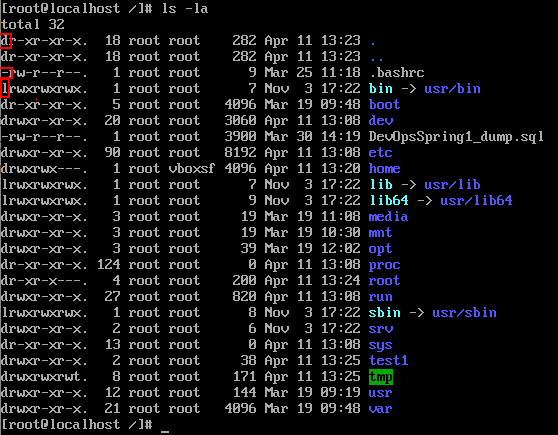 [root@localhost /]# ls -la
total 32
dr-xr-xr-x.  18 root root    282 Apr 11 13:23 .
dr-xr-xr-x.  18 root root    282 Apr 11 13:23 ..
-rw-r--r--.   1 root root      9 Mar 25 11:18 .bashrc
lrwxrwxrwx.   1 root root      7 Nov  3 17:22 bin -> usr/bin
dr-xr-xr-x.   5 root root   4096 Mar 19 09:48 boot
drwxr-xr-x.  20 root root   3060 Apr 11 13:08 dev
-rw-r--r--.   1 root root   3900 Mar 30 14:19 DevOpsSpring1_dump.sql
drwxr-xr-x.  90 root root   8192 Apr 11 13:08 etc
drwxrwx---.   1 root vboxsf 4096 Apr 11 13:20 home
lrwxrwxrwx.   1 root root      7 Nov  3 17:22 lib -> usr/lib
lrwxrwxrwx.   1 root root      9 Nov  3 17:22 lib64 -> usr/lib64
drwxr-xr-x.   3 root root     19 Mar 19 11:08 media
drwxr-xr-x.   3 root root     19 Mar 19 10:30 mnt
drwxr-xr-x.   3 root root     39 Mar 19 12:02 opt
dr-xr-xr-x. 124 root root      0 Apr 11 13:08 proc
dr-xr-x---.   4 root root    200 Apr 11 13:24 root
drwxr-xr-x.  27 root root    820 Apr 11 13:08 run
lrwxrwxrwx.   1 root root      8 Nov  3 17:22 sbin -> usr/sbin
drwxr-xr-x.   2 root root      6 Nov  3 17:22 srv
dr-xr-xr-x.  13 root root      0 Apr 11 13:08 sys
drwxr-xr-x.   2 root root     38 Apr 11 13:25 test1
drwxrwxrwt.   8 root root    171 Apr 11 13:25 tmp
drwxr-xr-x.  12 root root    144 Mar 19 09:19 usr
drwxr-xr-x.  21 root root   4096 Mar 19 09:48 var
[root@localhost /]# _